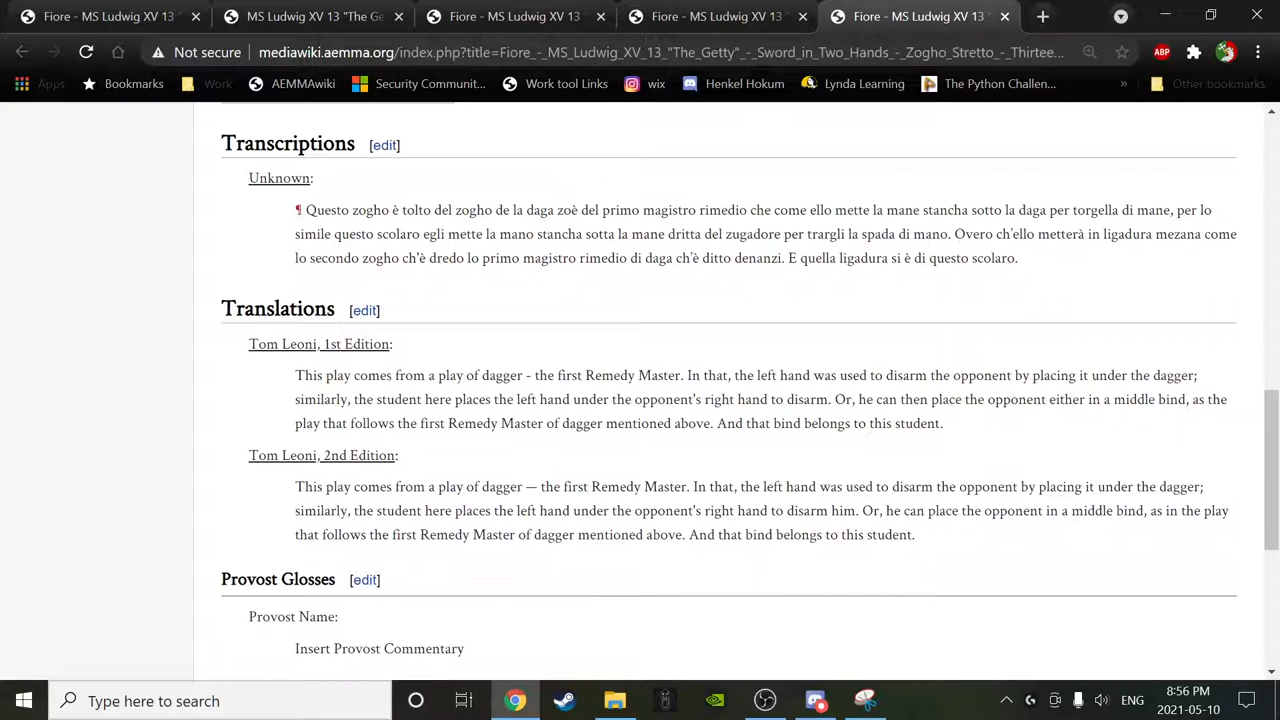 Fiore - MS Ludwig XV 13 × MS Ludwig XV 13 "The Ge × Fiore - MS Ludwig XV 13 × Fiore - MS Ludwig XV 13 × Fiore - MS Ludwig XV 13 ×
Not secure mediawiki.aemma.org/index.php?title=Fiore_-_MS_Ludwig_XV_13_"The_Getty"_-_Sword_in_Two_Hands_-_Zogho_Stretto_-_Thirtee... ABP
Apps Bookmarks Work AEMMAwiki Security Communit... Work tool Links wix Henkel Hokum Lynda Learning The Python Challen... » Other bookmarks
Transcriptions [edit]
Unknown:
¶ Questo zogho è tolto del zogho de la daga zoè del primo magistro rimedio che come ello mette la mane stancha sotto la daga per torgella di mane, per lo
simile questo scolaro egli mette la mano stancha sotta la mane dritta del zugadore per trargli la spada di mano. Overo ch'ello metterà in ligadura mezana come
lo secondo zogho ch'è dredo lo primo magistro rimedio di daga ch'è ditto denanzi. E quella ligadura si è di questo scolaro.
Translations [edit]
Tom Leoni, 1st Edition:
This play comes from a play of dagger - the first Remedy Master. In that, the left hand was used to disarm the opponent by placing it under the dagger;
similarly, the student here places the left hand under the opponent's right hand to disarm. Or, he can then place the opponent either in a middle bind, as the
play that follows the first Remedy Master of dagger mentioned above. And that bind belongs to this student.
Tom Leoni, 2nd Edition:
This play comes from a play of dagger — the first Remedy Master. In that, the left hand was used to disarm the opponent by placing it under the dagger;
similarly, the student here places the left hand under the opponent's right hand to disarm him. Or, he can place the opponent in a middle bind, as in the play
that follows the first Remedy Master of dagger mentioned above. And that bind belongs to this student.
Provost Glosses [edit]
Provost Name:
Insert Provost Commentary
Type here to search
ENG
8:56 PM
2021-05-10